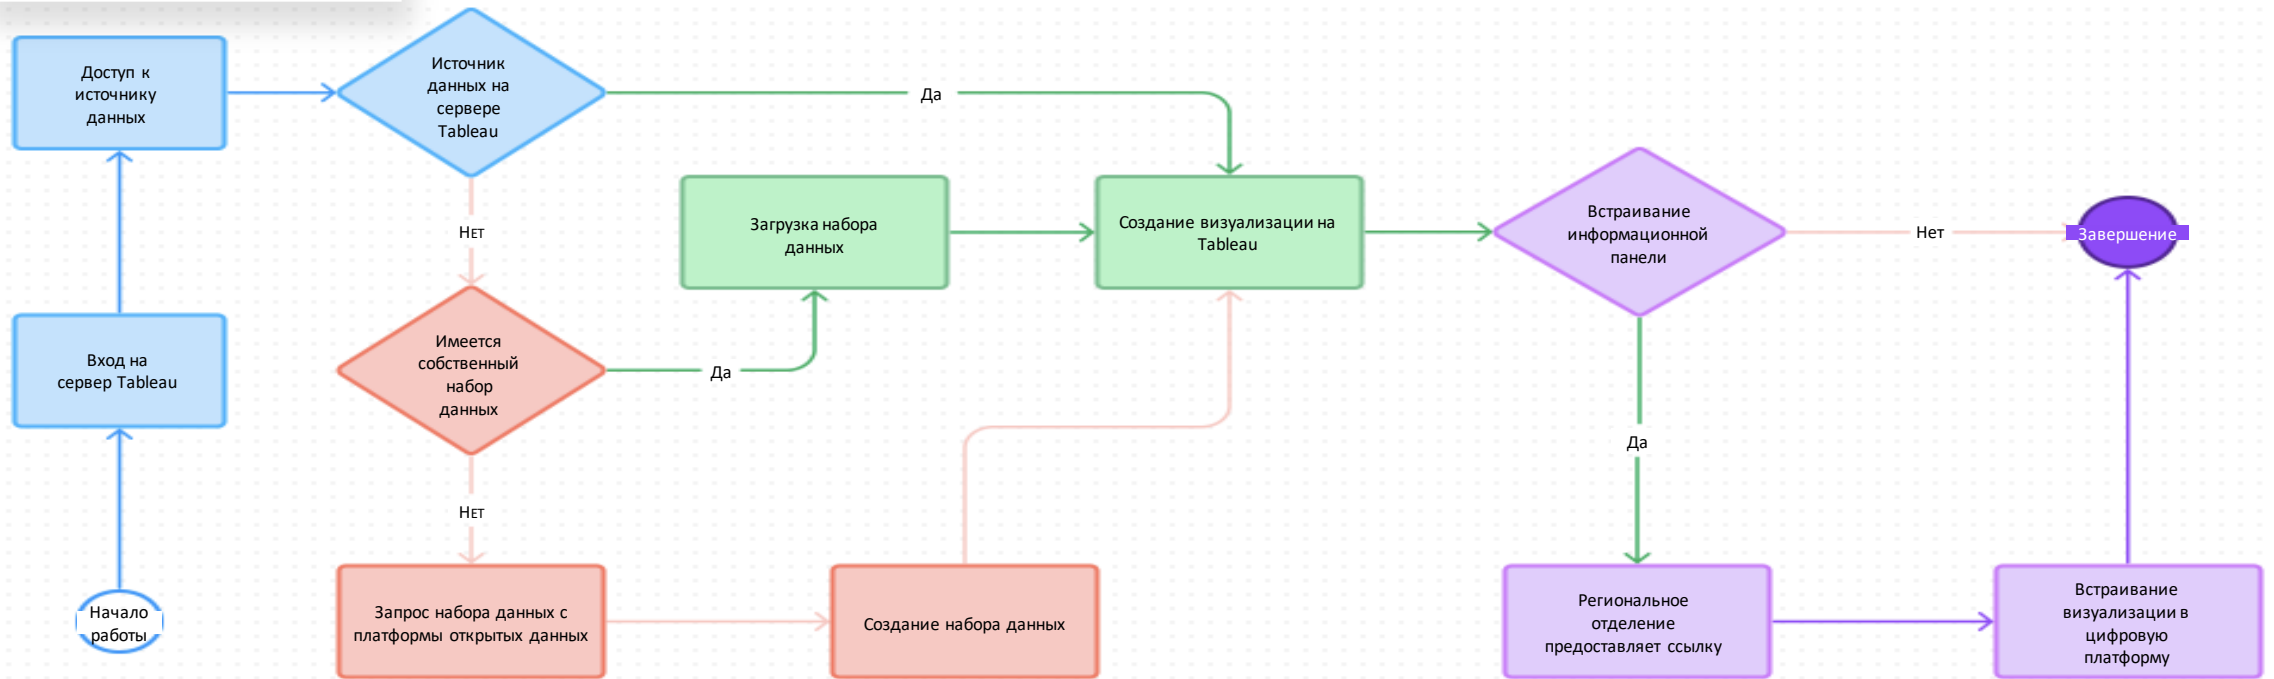 Доступ к
источнику
данных
Источник
данных на
сервере
Tableau
Да
Нет
Загрузка набора
данных
Создание визуализации на
Tableau
Встраивание
информационной
панели
Нет
Завершение
Вход на
сервер Tableau
Имеется
собственный
набор
данных
Да
Да
Нет
Начало
работы
Запрос набора данных с
платформы открытых данных
Создание набора данных
Региональное
отделение
предоставляет ссылку
Встраивание
визуализации в
цифровую
платформу